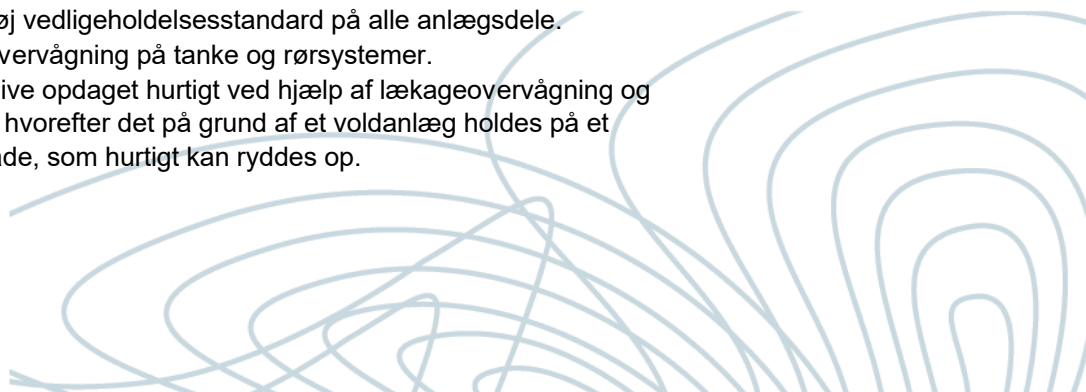 øj vedligeholdelsesstandard på alle anlægsdele.
vervågning på tanke og rørsystemer.
ive opdaget hurtigt ved hjælp af lækageovervågning og
hvorefter det på grund af et voldanlæg holdes på et
de, som hurtigt kan ryddes op.